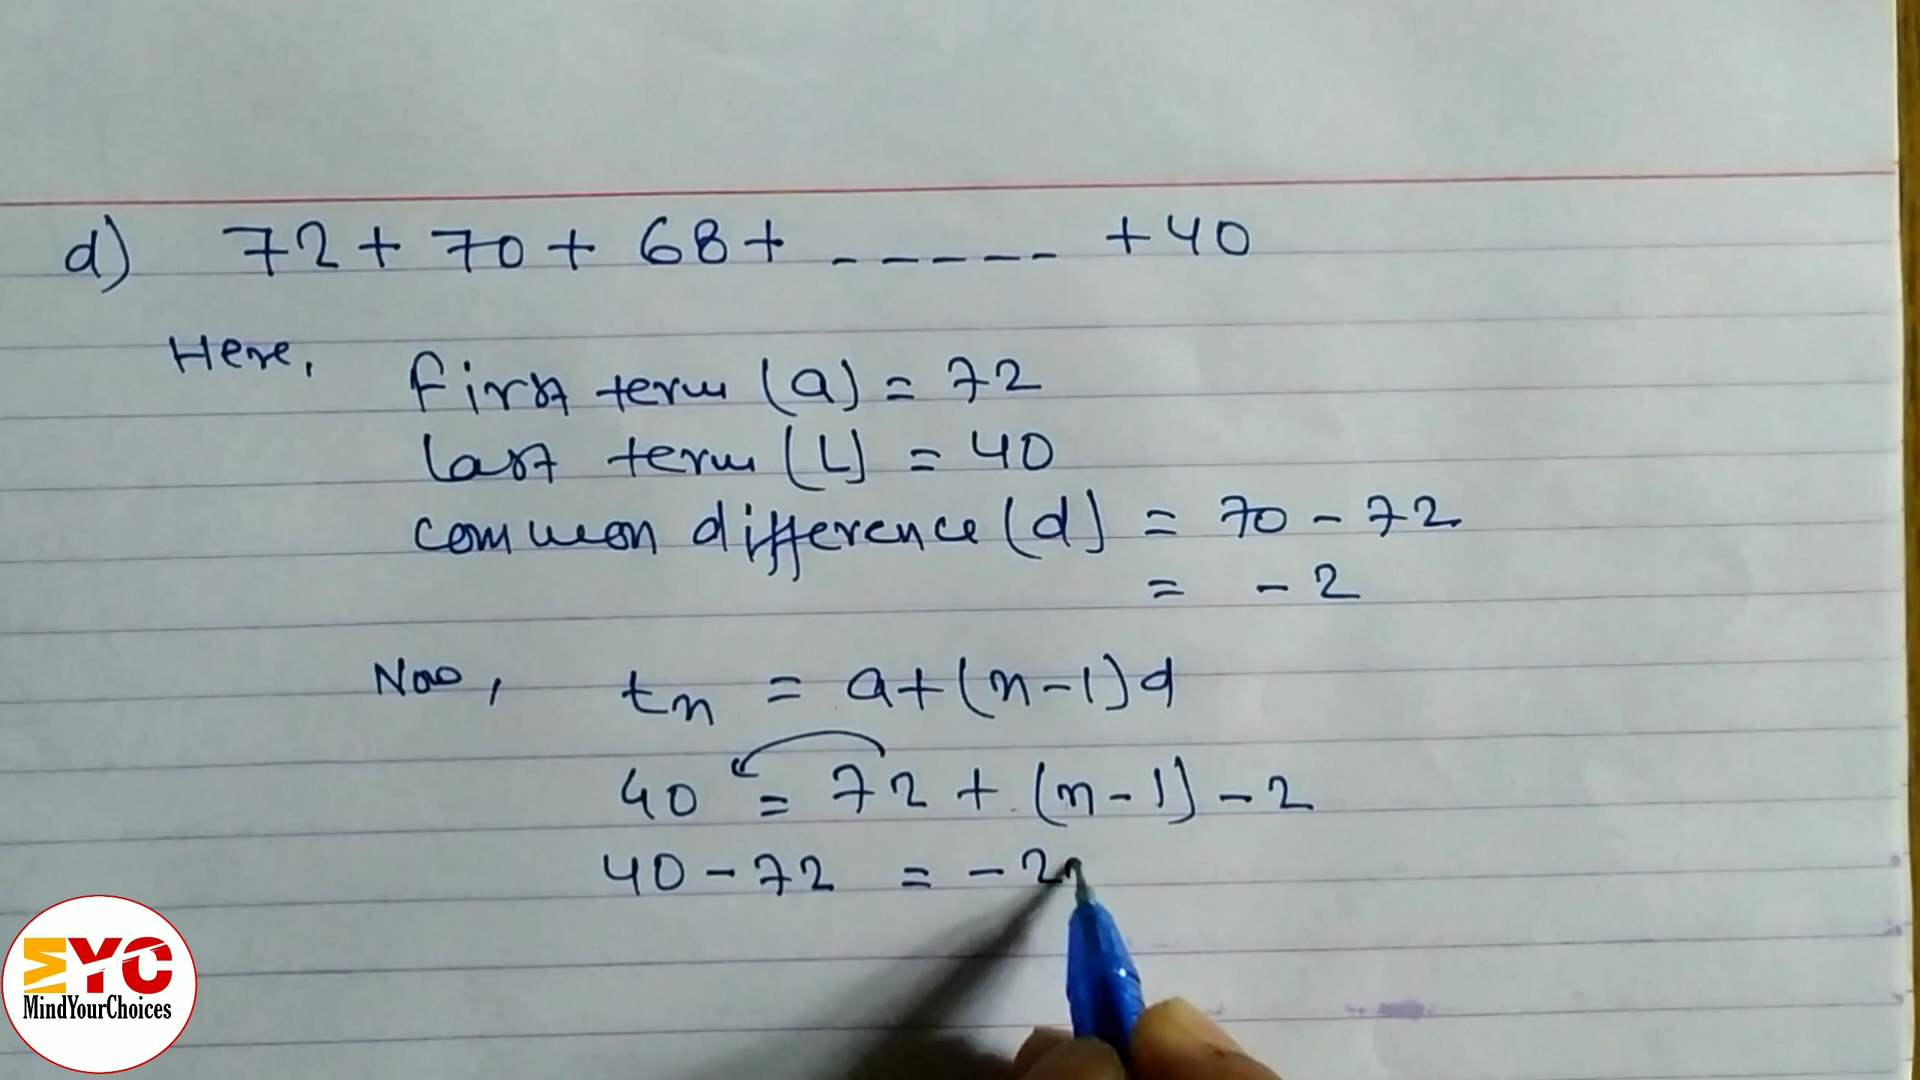 d) 72 + 70 + 68 + ----- + 40
Here, first term (a) = 72
last term (L) = 40
common difference (d) = 70 - 72
= - 2
Now, tn = a + (n - 1) d
40 = 72 + (n - 1) - 2
40 - 72 = - 2
MYC
MindYourChoices